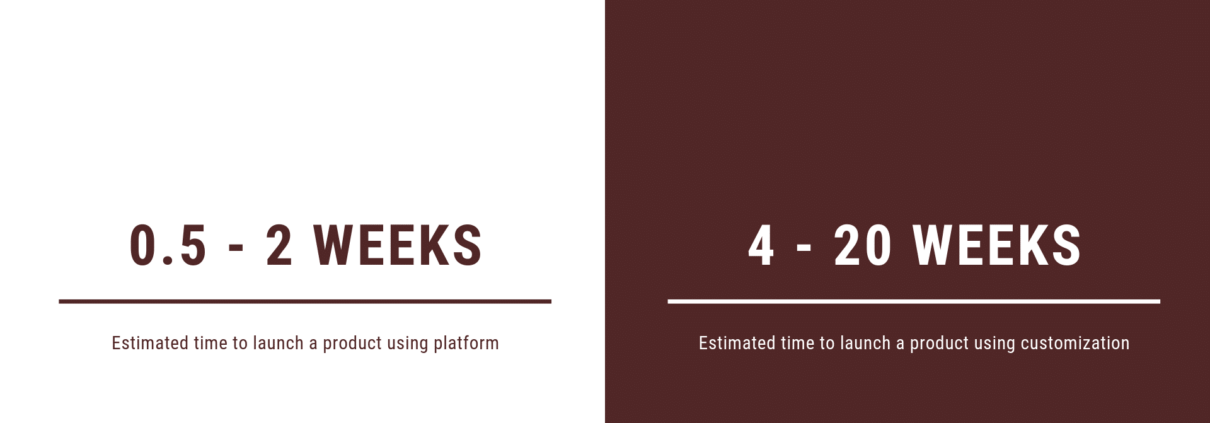 0.5 - 2 WEEKS
Estimated time to launch a product using platform
4 - 20 WEEKS
Estimated time to launch a product using customization